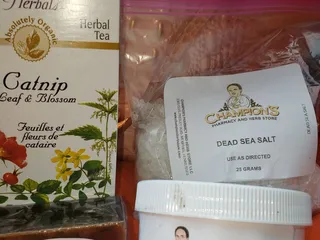 Herbals
Absolutely Organic
Herbal
Tea
Catnip
Leaf & Blossom
Feuilles et
fleurs de
cataire
CHAMPION'S
PHARMACY AND HERB STORE
DEAD SEA SALT
USE AS DIRECTED
22 GRAMS